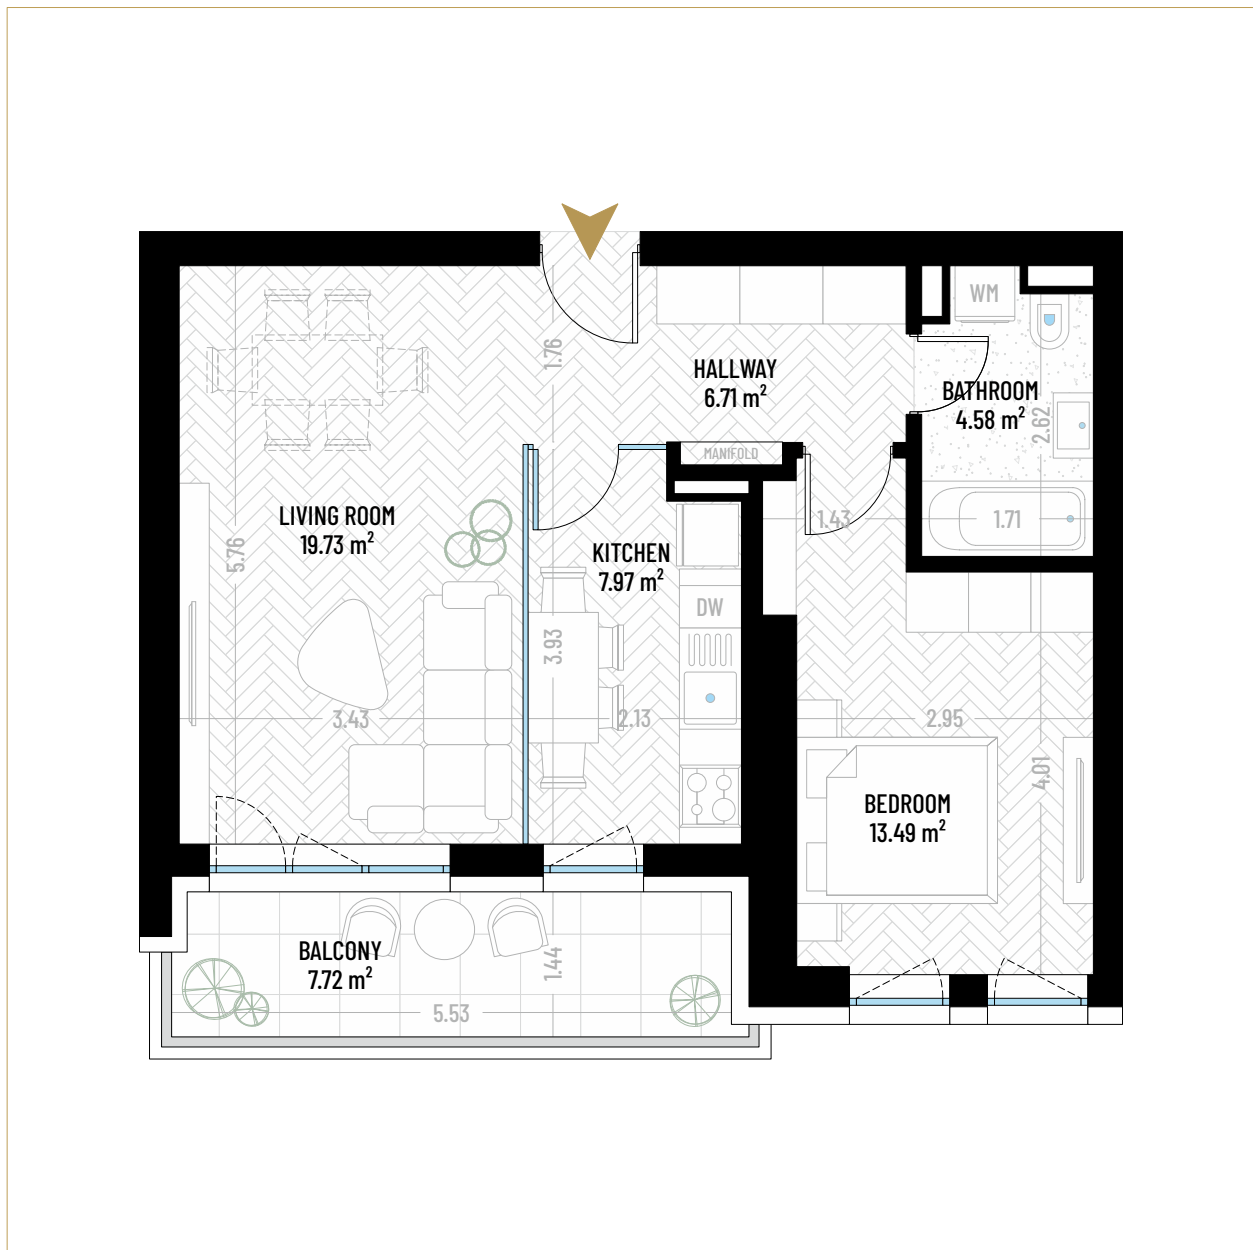 WM
1.76
HALLWAY
6.71 m²
BATHROOM
4.58 m²
2.62
MANIFOLD
LIVING ROOM
19.73 m²
5.76
1.43
1.71
KITCHEN
7.97 m²
DW
3.93
3.43
2.13
2.95
4.01
BEDROOM
13.49 m²
BALCONY
7.72 m²
1.44
5.53